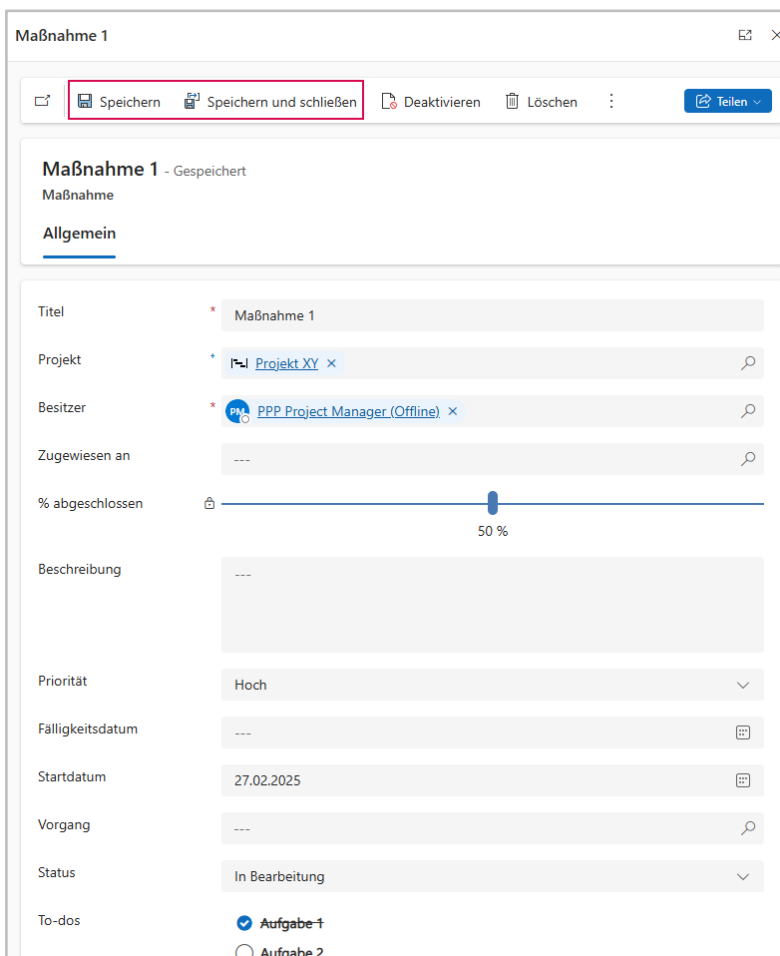 Maßnahme 1
Speichern Speichern und schließen Deaktivieren Löschen Teilen
Maßnahme 1 - Gespeichert
Maßnahme
Allgemein
Titel * Maßnahme 1
Projekt + Projekt XY
Besitzer * PM PPP Project Manager (Offline)
Zugewiesen an ---
% abgeschlossen
50 %
Beschreibung ---
Priorität Hoch
Fälligkeitsdatum ---
Startdatum 27.02.2025
Vorgang ---
Status In Bearbeitung
To-dos Aufgabe 1
Aufgabe 2